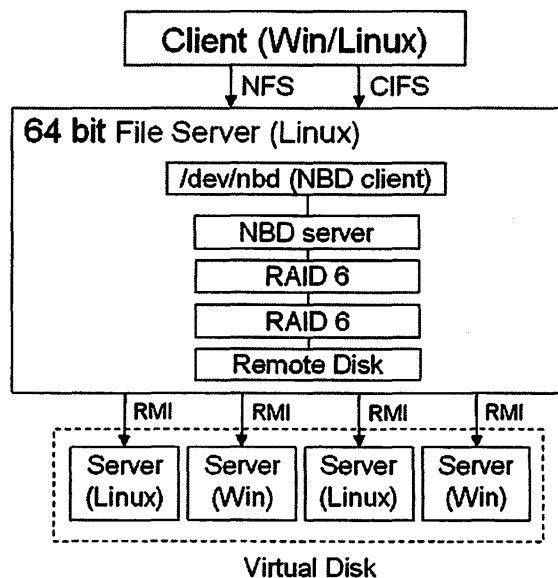 Client (Win/Linux)
NFS CIFS
64 bit File Server (Linux)
/dev/nbd (NBD client)
NBD server
RAID 6
RAID 6
Remote Disk
RMI RMI RMI RMI
Server Server Server Server
(Linux) (Win) (Linux) (Win)
Virtual Disk